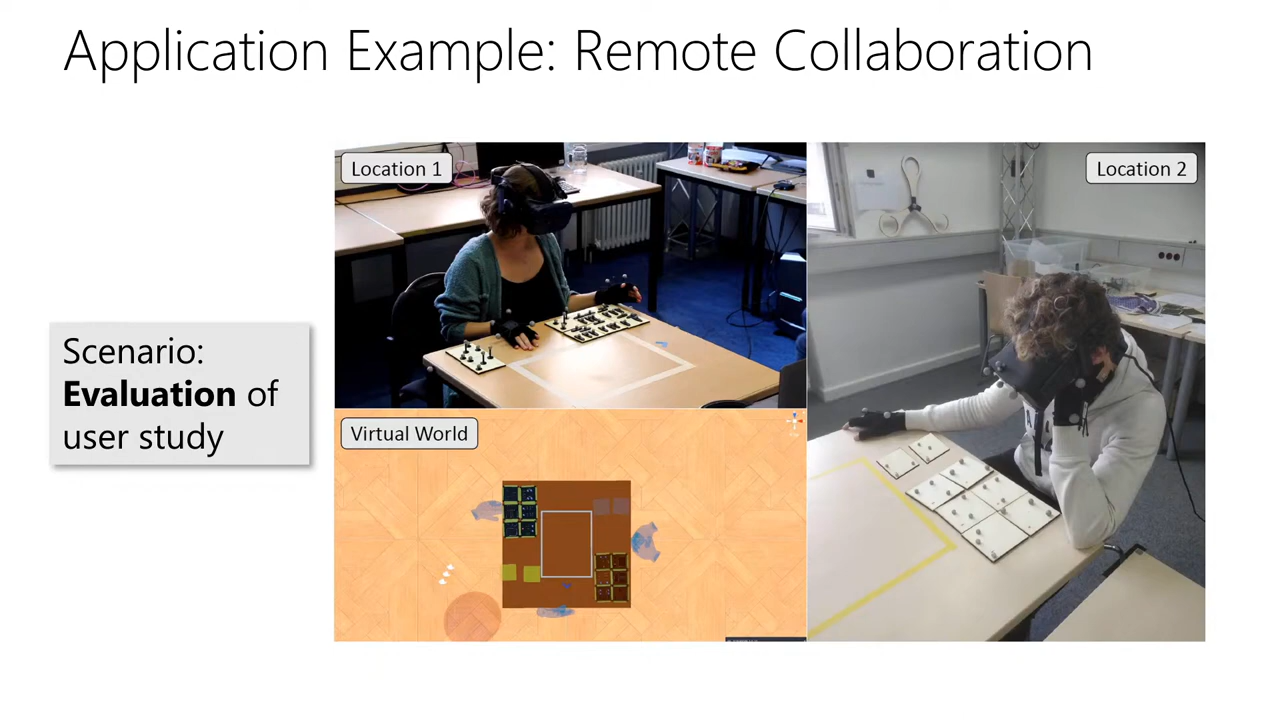 Application Example: Remote Collaboration
Scenario:
Evaluation of
user study
Location 1
Location 2
Virtual World